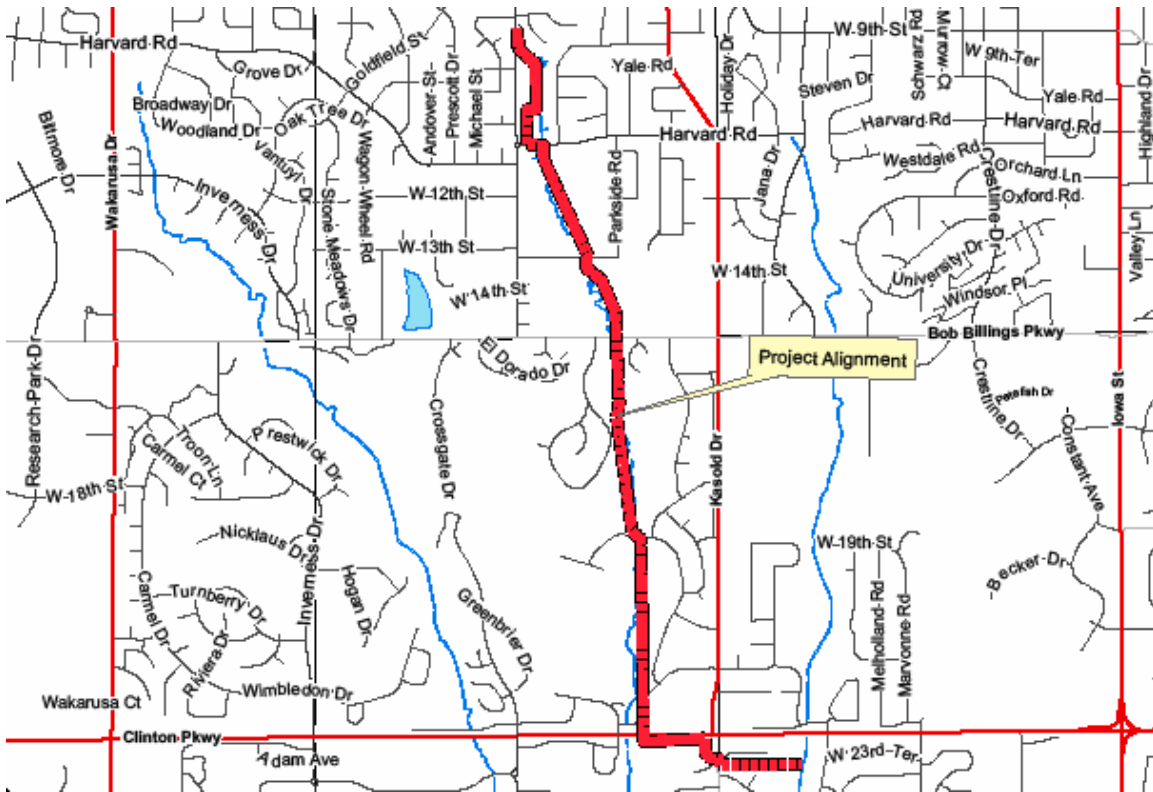 Harvard Rd
Grove Dr
Goldfield St
Broadway Dr
Woodland Dr
Oak Tree Dr
Andover St
Prescott Dr
Michael St
Yale Rd
Holiday Dr
W 9th St
Schwarz Rd
Murrow Ct
W 9th Ter
Steven Dr
Yale Rd
Highland Dr
Harvard Rd
Harvard Rd
Harvard Rd
Biltmore Dr
Wakarusa Dr
Vantuyl Dr
Wagon Wheel Rd
Westdale Rd
Orchard Ln
Crestline Dr
Oxford Rd
Jana Dr
Parkside Rd
Inverness Dr
W 12th St
Stone Meadows Dr
W 13th St
W 14th St
W 14th St
University Dr
Windsor Pl
Valley Ln
Bob Billings Pkwy
El Dorado Dr
Project Alignment
Research Park Dr
Crestline Dr
Petefish Dr
Constant Ave
Iowa St
Crossgate Dr
Prestwick Dr
Troon Ln
Carmel Ct
Kasold Dr
W 18th St
Nicklaus Dr
Inverness Dr
W 19th St
Becker Dr
Hogan Dr
Turnberry Dr
Carmel Dr
Riviera Dr
Greenbrier Dr
Melholland Rd
Marvonne Rd
Wimbledon Dr
Wakarusa Ct
Clinton Pkwy
Adam Ave
W 23rd Ter